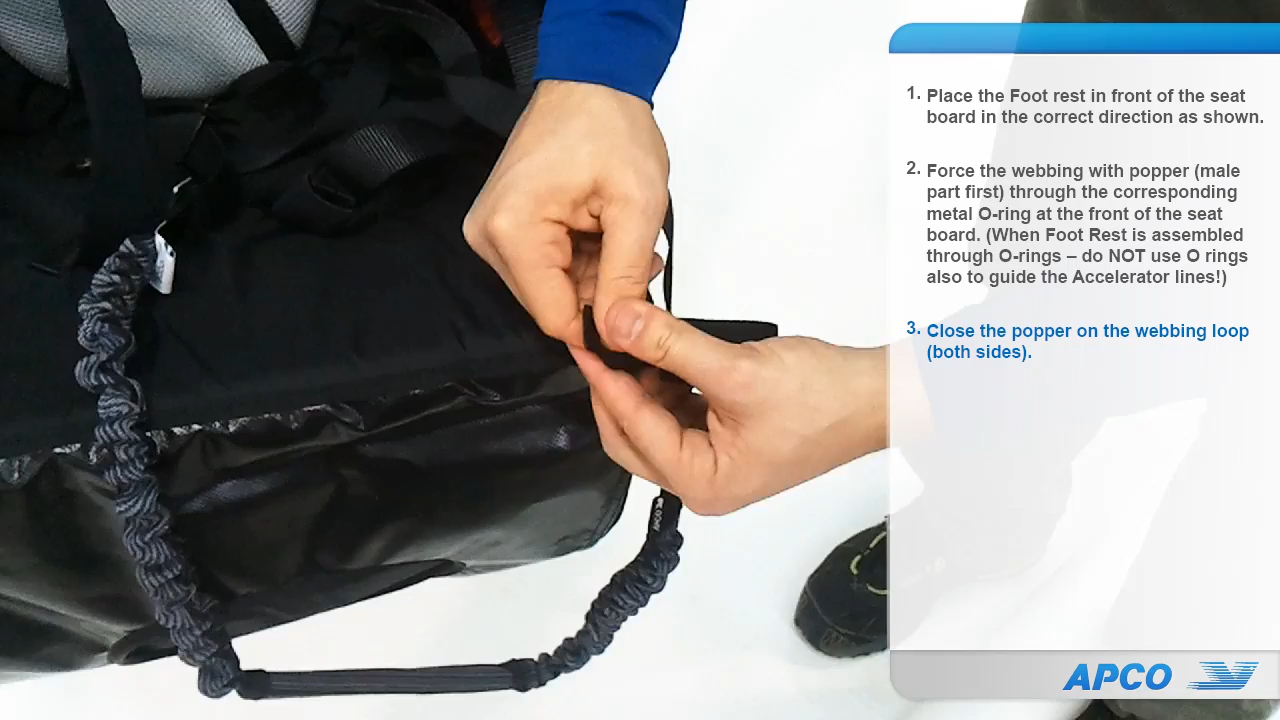 1. Place the Foot rest in front of the seat
board in the correct direction as shown.
2. Force the webbing with popper (male
part first) through the corresponding
metal O-ring at the front of the seat
board. (When Foot Rest is assembled
through O-rings – do NOT use O rings
also to guide the Accelerator lines!)
3. Close the popper on the webbing loop
(both sides).
APCO